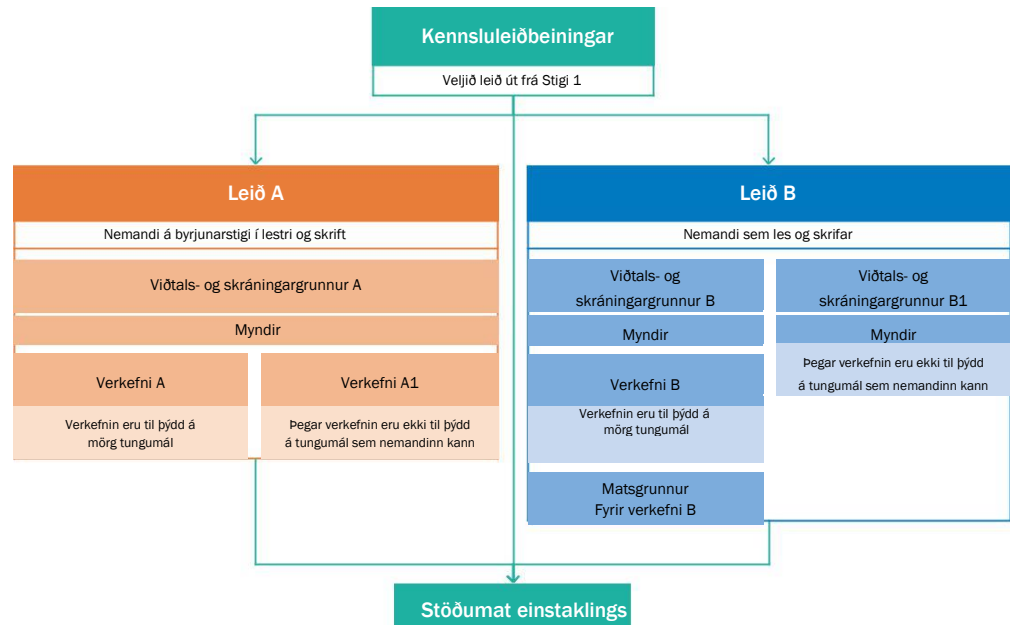 Kennsluleiðbeiningar
Veljið leið út frá Stigi 1
Leið A
Nemandi á byrjunarstigi í lestri og skrift
Viðtals- og skráningargrunnur A
Myndir
Verkefni A
Verkefnin eru til þýdd á
mörg tungumál
Verkefni A1
Þegar verkefnin eru ekki til þýdd
á tungumál sem nemandinn kann
Leið B
Nemandi sem les og skrifar
Viðtals- og
skráningargrunnur B
Myndir
Verkefni B
Verkefnin eru til þýdd á
mörg tungumál
Matsgrunnur
Fyrir verkefni B
Viðtals- og
skráningargrunnur B1
Myndir
Þegar verkefnin eru ekki til þýdd
á tungumál sem nemandinn kann
Stöðumat einstaklings